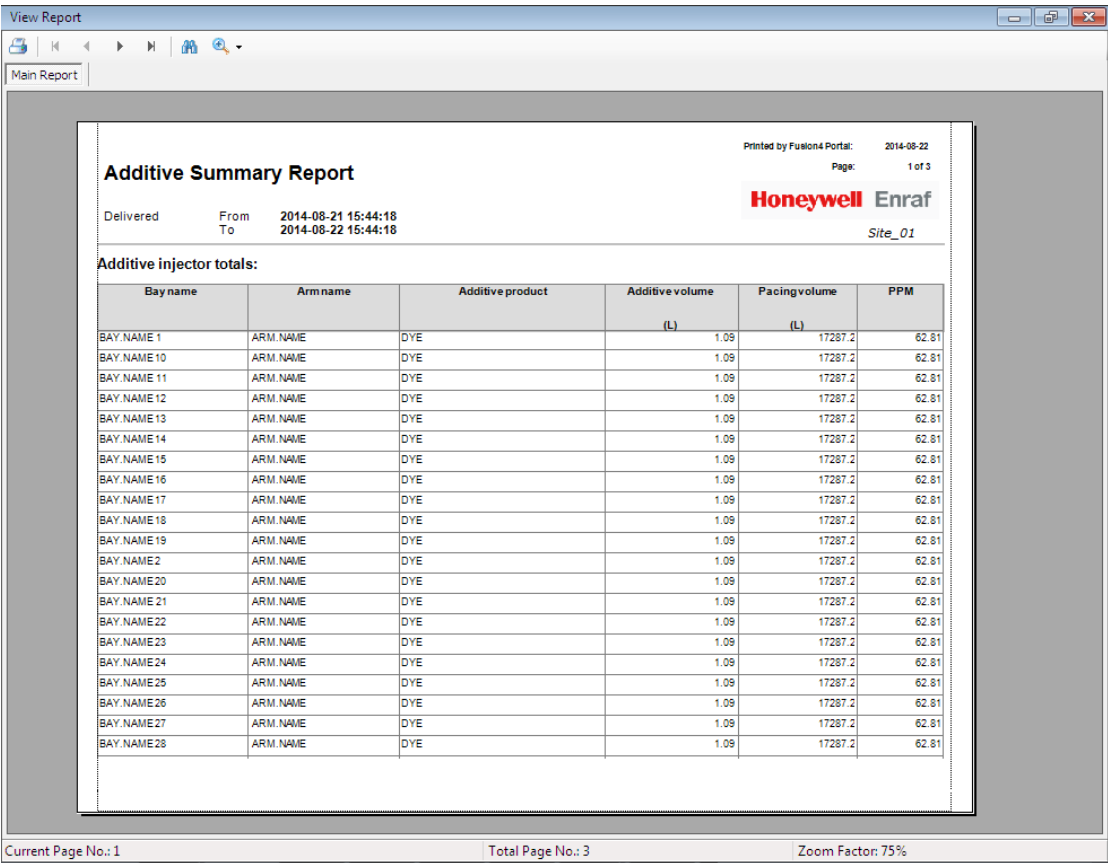 View Report
Main Report
Printed by Fusion4 Portal: 2014-08-22
Page: 1 of 3
Additive Summary Report
Honeywell Enraf
Delivered From 2014-08-21 15:44:18
To 2014-08-22 15:44:18
Site_01
Additive injector totals:
Bay name Arm name Additive product Additive volume Pacing volume PPM
(L) (L)
BAY.NAME 1 ARM.NAME DYE 1.09 17287.2 62.81
BAY.NAME 10 ARM.NAME DYE 1.09 17287.2 62.81
BAY.NAME 11 ARM.NAME DYE 1.09 17287.2 62.81
BAY.NAME 12 ARM.NAME DYE 1.09 17287.2 62.81
BAY.NAME 13 ARM.NAME DYE 1.09 17287.2 62.81
BAY.NAME 14 ARM.NAME DYE 1.09 17287.2 62.81
BAY.NAME 15 ARM.NAME DYE 1.09 17287.2 62.81
BAY.NAME 16 ARM.NAME DYE 1.09 17287.2 62.81
BAY.NAME 17 ARM.NAME DYE 1.09 17287.2 62.81
BAY.NAME 18 ARM.NAME DYE 1.09 17287.2 62.81
BAY.NAME 19 ARM.NAME DYE 1.09 17287.2 62.81
BAY.NAME 2 ARM.NAME DYE 1.09 17287.2 62.81
BAY.NAME 20 ARM.NAME DYE 1.09 17287.2 62.81
BAY.NAME 21 ARM.NAME DYE 1.09 17287.2 62.81
BAY.NAME 22 ARM.NAME DYE 1.09 17287.2 62.81
BAY.NAME 23 ARM.NAME DYE 1.09 17287.2 62.81
BAY.NAME 24 ARM.NAME DYE 1.09 17287.2 62.81
BAY.NAME 25 ARM.NAME DYE 1.09 17287.2 62.81
BAY.NAME 26 ARM.NAME DYE 1.09 17287.2 62.81
BAY.NAME 27 ARM.NAME DYE 1.09 17287.2 62.81
BAY.NAME 28 ARM.NAME DYE 1.09 17287.2 62.81
Current Page No.: 1 Total Page No.: 3 Zoom Factor: 75%